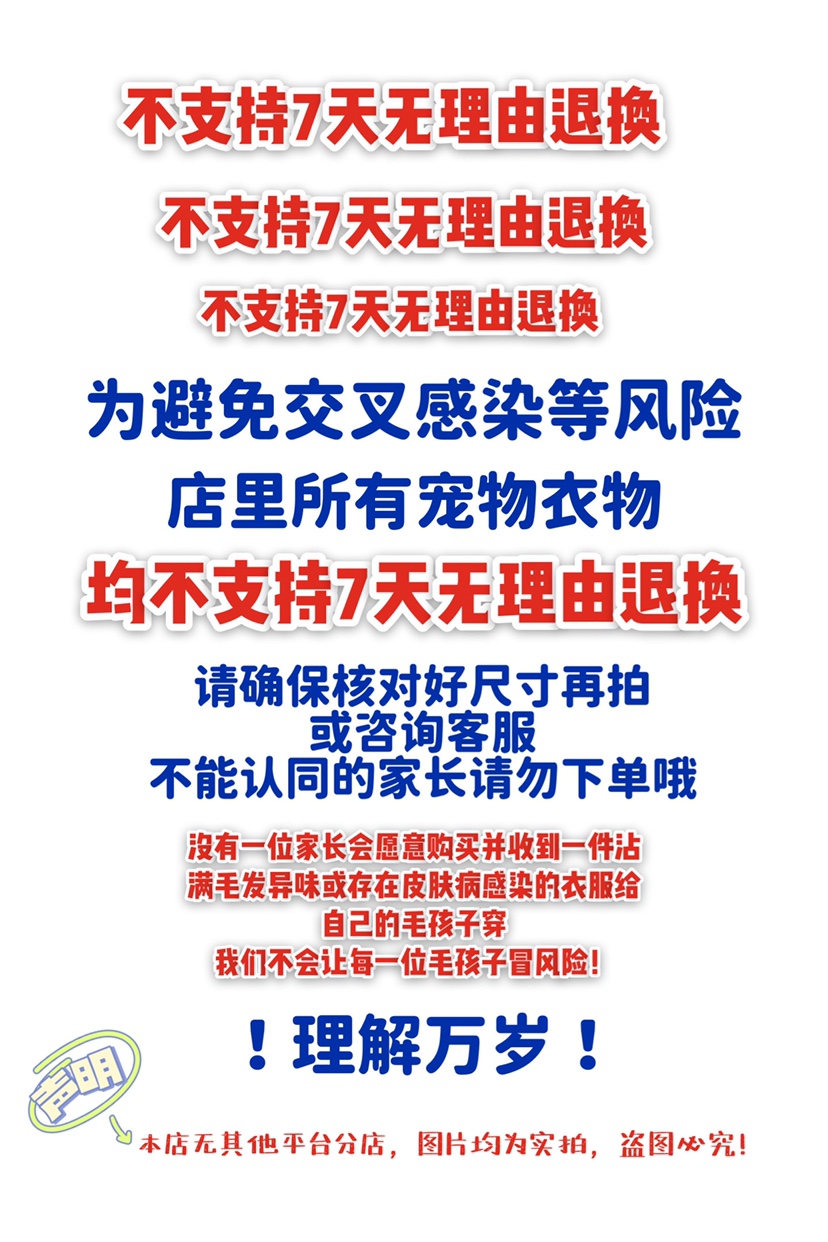 不支持7天无理由退换
不支持7天无理由退换
不支持7天无理由退换
为避免交叉感染等风险
店里所有宠物衣物
均不支持7天无理由退换
请确保核对好尺寸再拍
或咨询客服
不能认同的家长请勿下单哦
没有一位家长会愿意购买并收到一件沾
满毛发异味或存在皮肤病感染的衣服给
自己的毛孩子穿
我们不会让每一位毛孩子冒风险！
！理解万岁！
声明
本店无其他平台分店，图片均为实拍，盗图必究！